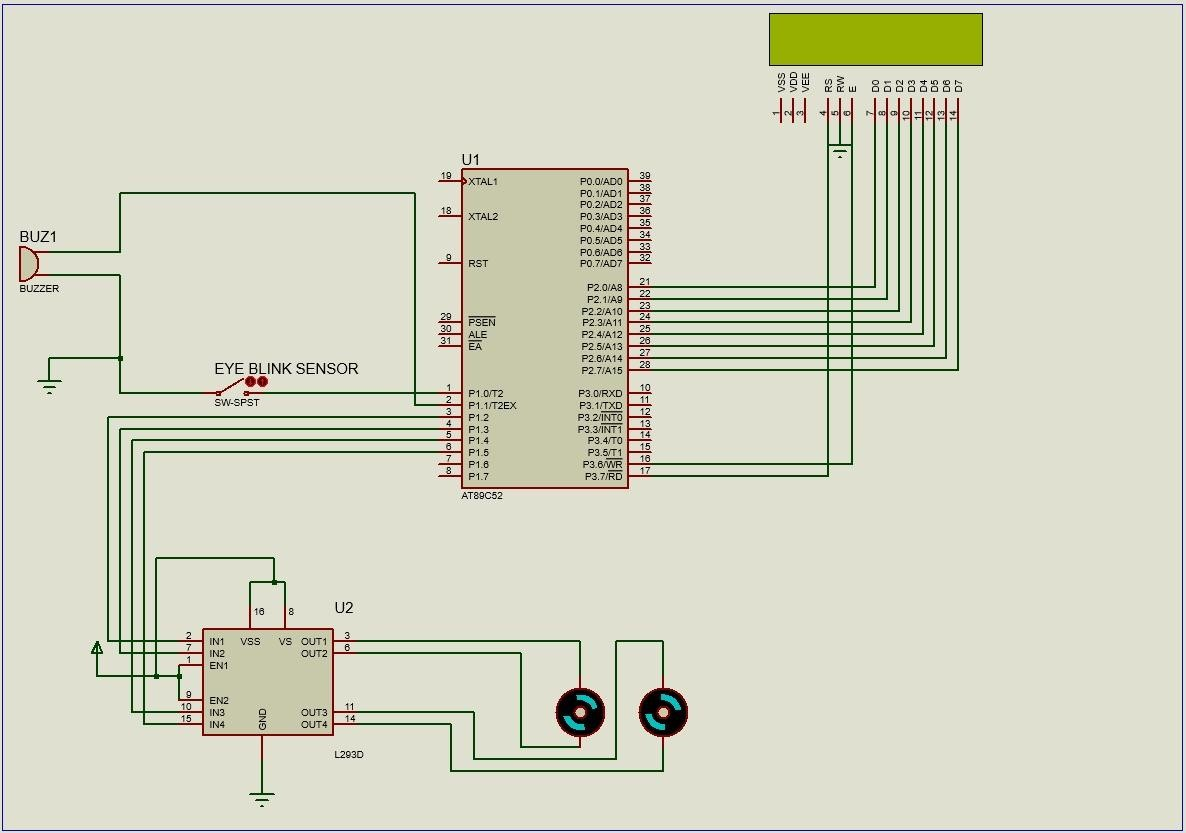 VSS VDD VEE RS RW E D0 D1 D2 D3 D4 D5 D6 D7
1 2 3 4 5 6 7 8 9 10 11 12 13 14
U1
19 XTAL1 P0.0/AD0 39
P0.1/AD1 38
P0.2/AD2 37
18 XTAL2 P0.3/AD3 36
P0.4/AD4 35
P0.5/AD5 34
P0.6/AD6 33
9 RST P0.7/AD7 32
BUZ1
BUZZER
P2.0/A8 21
P2.1/A9 22
P2.2/A10 23
29 PSEN P2.3/A11 24
30 ALE P2.4/A12 25
31 EA P2.5/A13 26
P2.6/A14 27
P2.7/A15 28
EYE BLINK SENSOR
SW-SPST
1 P1.0/T2 P3.0/RXD 10
2 P1.1/T2EX P3.1/TXD 11
3 P1.2 P3.2/INT0 12
4 P1.3 P3.3/INT1 13
5 P1.4 P3.4/T0 14
6 P1.5 P3.5/T1 15
7 P1.6 P3.6/WR 16
8 P1.7 P3.7/RD 17
AT89C52
U2
16 8
2 IN1 VSS VS OUT1 3
7 IN2 OUT2 6
1 EN1
9 EN2
10 IN3 GND OUT3 11
15 IN4 OUT4 14
L293D